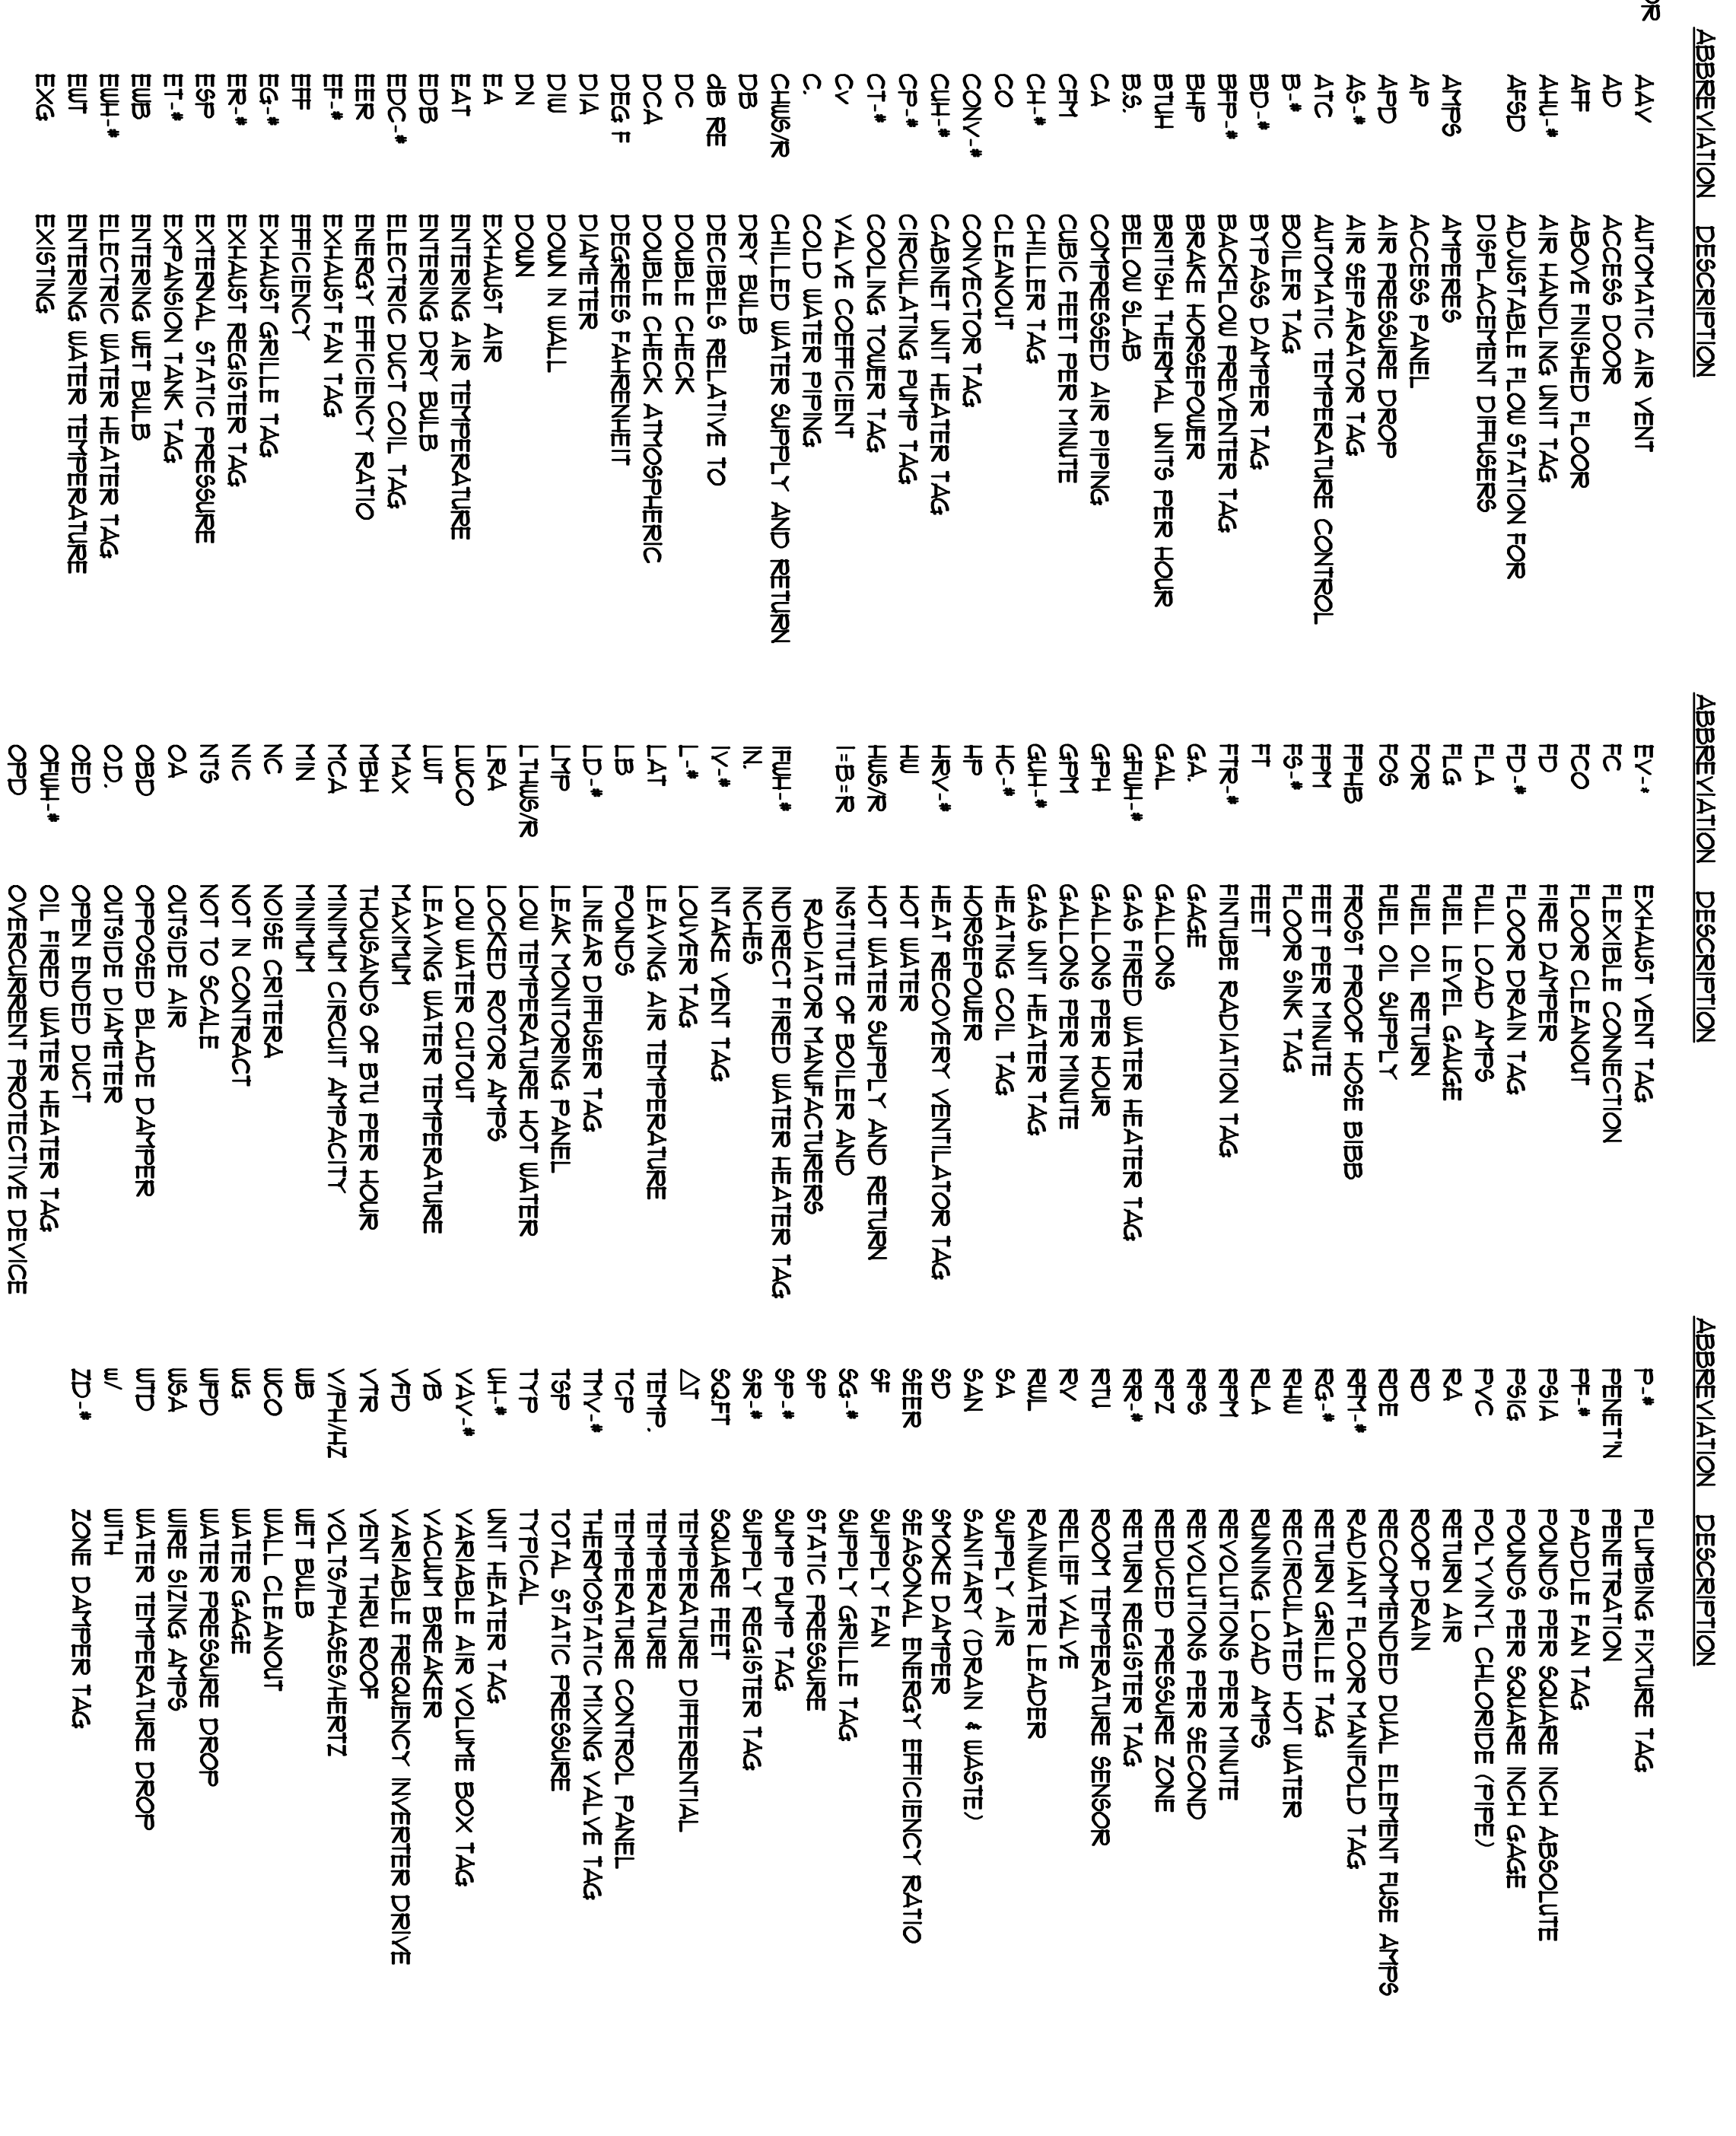 OR
ABBREVIATION DESCRIPTION
AAV AUTOMATIC AIR VENT
AD ACCESS DOOR
AFF ABOVE FINISHED FLOOR
AHU-# AIR HANDLING UNIT TAG
AFSD ADJUSTABLE FLOW STATION FOR
DISPLACEMENT DIFFUSERS
AMPS AMPERES
AP ACCESS PANEL
APD AIR PRESSURE DROP
AS-# AIR SEPARATOR TAG
ATC AUTOMATIC TEMPERATURE CONTROL
B-# BOILER TAG
BD-# BYPASS DAMPER TAG
BFP-# BACKFLOW PREVENTER TAG
BHP BRAKE HORSEPOWER
BTUH BRITISH THERMAL UNITS PER HOUR
B.S. BELOW SLAB
CA COMPRESSED AIR PIPING
CFM CUBIC FEET PER MINUTE
CH-# CHILLER TAG
CO CLEANOUT
CONV-# CONVECTOR TAG
CUH-# CABINET UNIT HEATER TAG
CP-# CIRCULATING PUMP TAG
CT-# COOLING TOWER TAG
Cv VALVE COEFFICIENT
C. COLD WATER PIPING
CHWS/R CHILLED WATER SUPPLY AND RETURN
DB DRY BULB
dB RE DECIBELS RELATIVE TO
DC DOUBLE CHECK
DCA DOUBLE CHECK ATMOSPHERIC
DEG F DEGREES FAHRENHEIT
DIA DIAMETER
DIW DOWN IN WALL
DN DOWN
EA EXHAUST AIR
EAT ENTERING AIR TEMPERATURE
EDB ENTERING DRY BULB
EDC-# ELECTRIC DUCT COIL TAG
EER ENERGY EFFICIENCY RATIO
EF-# EXHAUST FAN TAG
EFF EFFICIENCY
EG-# EXHAUST GRILLE TAG
ER-# EXHAUST REGISTER TAG
ESP EXTERNAL STATIC PRESSURE
ET-# EXPANSION TANK TAG
EWB ENTERING WET BULB
EWH-# ELECTRIC WATER HEATER TAG
EWT ENTERING WATER TEMPERATURE
EXG EXISTING
ABBREVIATION DESCRIPTION
EV-* EXHAUST VENT TAG
FC FLEXIBLE CONNECTION
FCO FLOOR CLEANOUT
FD FIRE DAMPER
FD-# FLOOR DRAIN TAG
FLA FULL LOAD AMPS
FLG FUEL LEVEL GAUGE
FOR FUEL OIL RETURN
FOS FUEL OIL SUPPLY
FPHB FROST PROOF HOSE BIBB
FPM FEET PER MINUTE
FS-# FLOOR SINK TAG
FT FEET
FTR-# FINTUBE RADIATION TAG
GA. GAGE
GAL GALLONS
GFWH-# GAS FIRED WATER HEATER TAG
GPH GALLONS PER HOUR
GPM GALLONS PER MINUTE
GUH-# GAS UNIT HEATER TAG
HC-# HEATING COIL TAG
HP HORSEPOWER
HRV-# HEAT RECOVERY VENTILATOR TAG
HW HOT WATER
HWS/R HOT WATER SUPPLY AND RETURN
I=B=R INSTITUTE OF BOILER AND
RADIATOR MANUFACTURERS
IFWH-# INDIRECT FIRED WATER HEATER TAG
IN. INCHES
IV-# INTAKE VENT TAG
L-# LOUVER TAG
LAT LEAVING AIR TEMPERATURE
LB POUNDS
LD-# LINEAR DIFFUSER TAG
LMP LEAK MONITORING PANEL
LTHWS/R LOW TEMPERATURE HOT WATER
LRA LOCKED ROTOR AMPS
LWCO LOW WATER CUTOUT
LWT LEAVING WATER TEMPERATURE
MAX MAXIMUM
MBH THOUSANDS OF BTU PER HOUR
MCA MINIMUM CIRCUIT AMPACITY
MIN MINIMUM
NC NOISE CRITERA
NIC NOT IN CONTRACT
NTS NOT TO SCALE
OA OUTSIDE AIR
OBD OPPOSED BLADE DAMPER
O.D. OUTSIDE DIAMETER
OED OPEN ENDED DUCT
OFWH-# OIL FIRED WATER HEATER TAG
OPD OVERCURRENT PROTECTIVE DEVICE
ABBREVIATION DESCRIPTION
P-# PLUMBING FIXTURE TAG
PENET'N PENETRATION
PF-# PADDLE FAN TAG
PSIA POUNDS PER SQUARE INCH ABSOLUTE
PSIG POUNDS PER SQUARE INCH GAGE
PVC POLYVINYL CHLORIDE (PIPE)
RA RETURN AIR
RD ROOF DRAIN
RDE RECOMMENDED DUAL ELEMENT FUSE AMPS
RFM-# RADIANT FLOOR MANIFOLD TAG
RG-# RETURN GRILLE TAG
RHW RECIRCULATED HOT WATER
RLA RUNNING LOAD AMPS
RPM REVOLUTIONS PER MINUTE
RPS REVOLUTIONS PER SECOND
RPZ REDUCED PRESSURE ZONE
RR-# RETURN REGISTER TAG
RTU ROOM TEMPERATURE SENSOR
RV RELIEF VALVE
RWL RAINWATER LEADER
SA SUPPLY AIR
SAN SANITARY (DRAIN & WASTE)
SD SMOKE DAMPER
SEER SEASONAL ENERGY EFFICIENCY RATIO
SF SUPPLY FAN
SG-# SUPPLY GRILLE TAG
SP STATIC PRESSURE
SP-# SUMP PUMP TAG
SR-# SUPPLY REGISTER TAG
SQFT SQUARE FEET
△T TEMPERATURE DIFFERENTIAL
TEMP. TEMPERATURE
TCP TEMPERATURE CONTROL PANEL
TMV-# THERMOSTATIC MIXING VALVE TAG
TSP TOTAL STATIC PRESSURE
TYP TYPICAL
UH-# UNIT HEATER TAG
VAV-# VARIABLE AIR VOLUME BOX TAG
VB VACUM BREAKER
VFD VARIABLE FREQUENCY INVERTER DRIVE
VTR VENT THRU ROOF
V/PH/HZ VOLTS/PHASES/HERTZ
WB WET BULB
WCO WALL CLEANOUT
WG WATER GAGE
WPD WATER PRESSURE DROP
WSA WIRE SIZING AMPS
WTD WATER TEMPERATURE DROP
W/ WITH
ZD-# ZONE DAMPER TAG